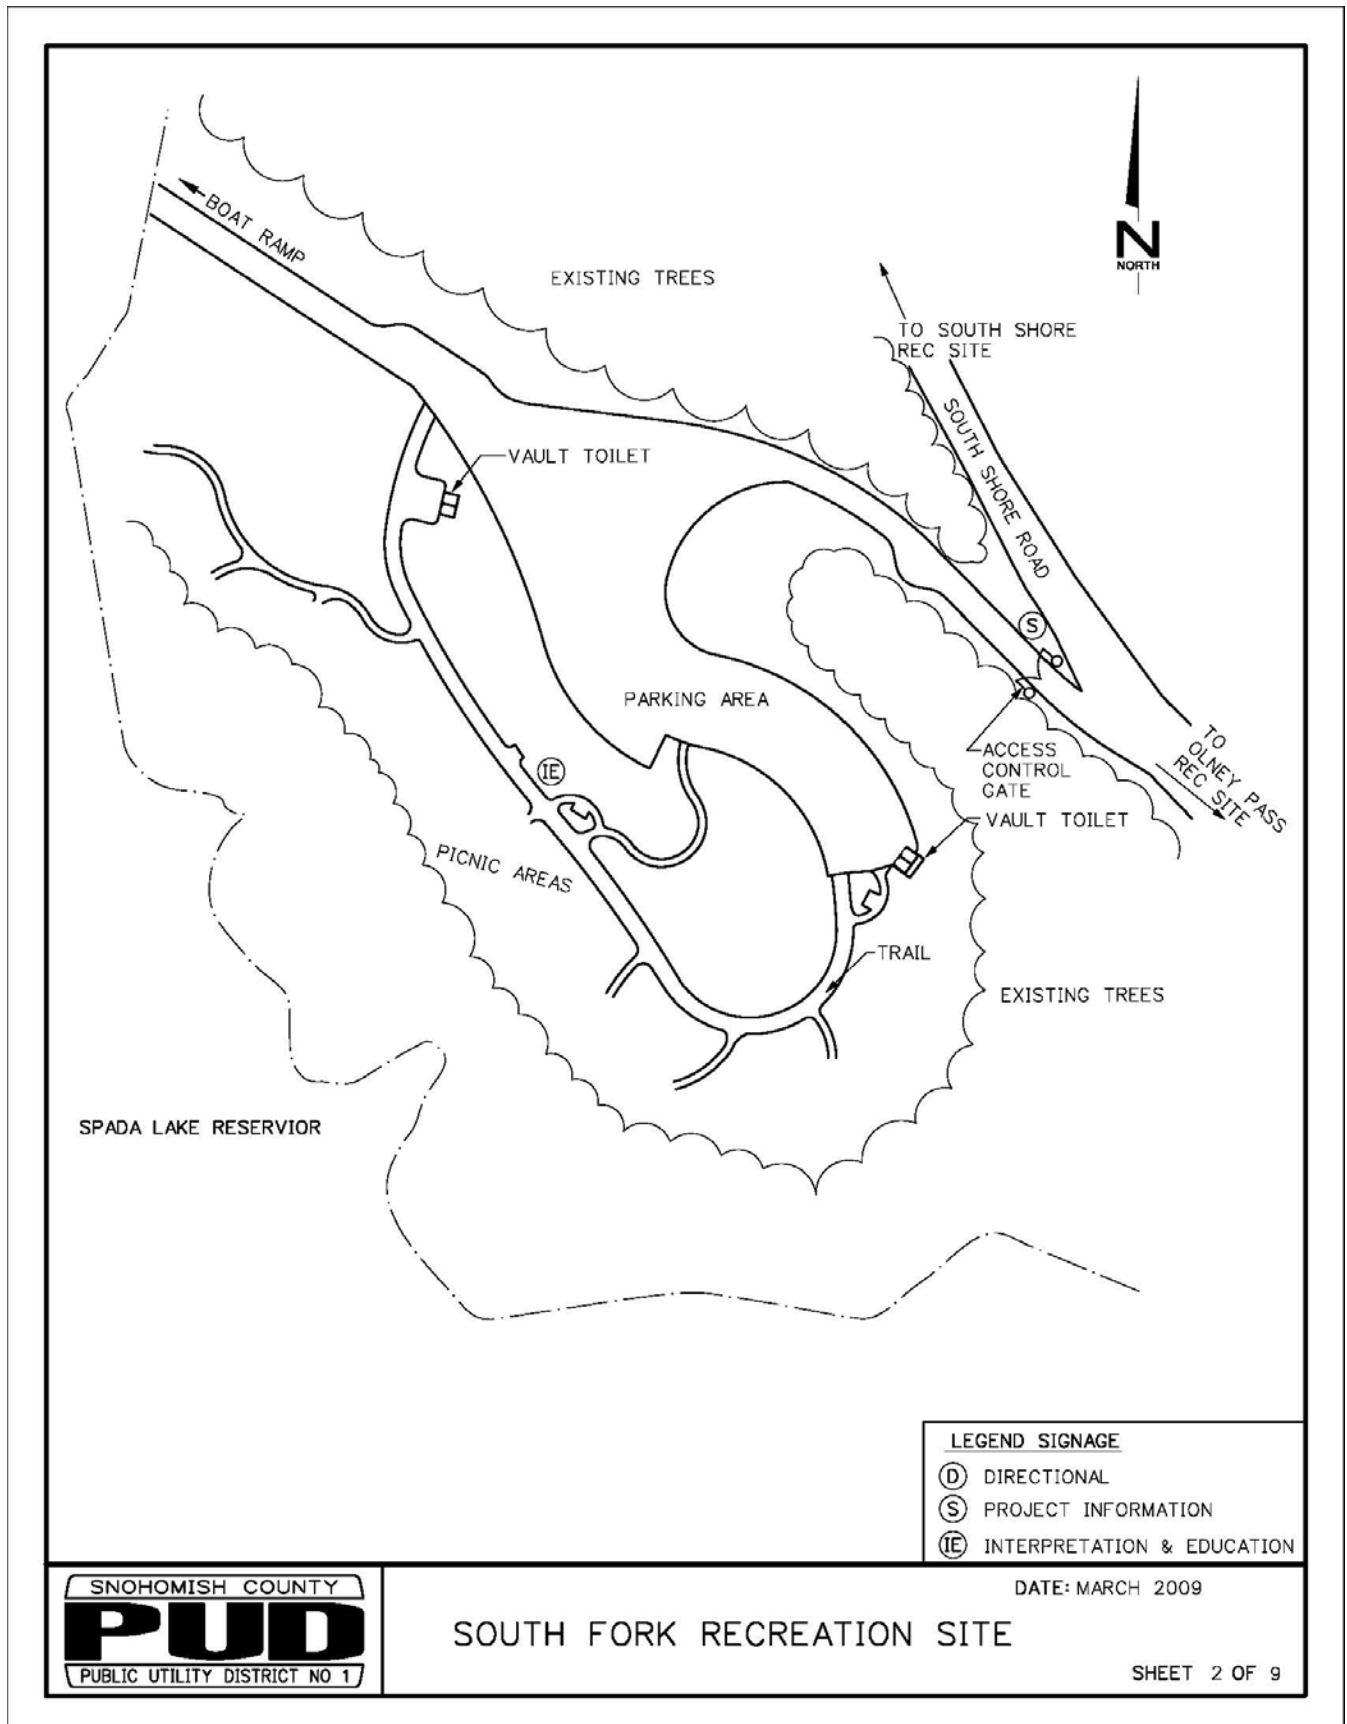 BOAT RAMP
EXISTING TREES
N
NORTH
TO SOUTH SHORE
REC SITE
SOUTH SHORE ROAD
VAULT TOILET
S
PARKING AREA
IE
ACCESS
CONTROL
GATE
TO
OLNEY PASS
REC SITE
VAULT TOILET
PICNIC AREAS
TRAIL
EXISTING TREES
SPADA LAKE RESERVIOR
LEGEND SIGNAGE
D DIRECTIONAL
S PROJECT INFORMATION
IE INTERPRETATION & EDUCATION
SNOHOMISH COUNTY
PUD
PUBLIC UTILITY DISTRICT NO 1
DATE: MARCH 2009
SOUTH FORK RECREATION SITE
SHEET 2 OF 9